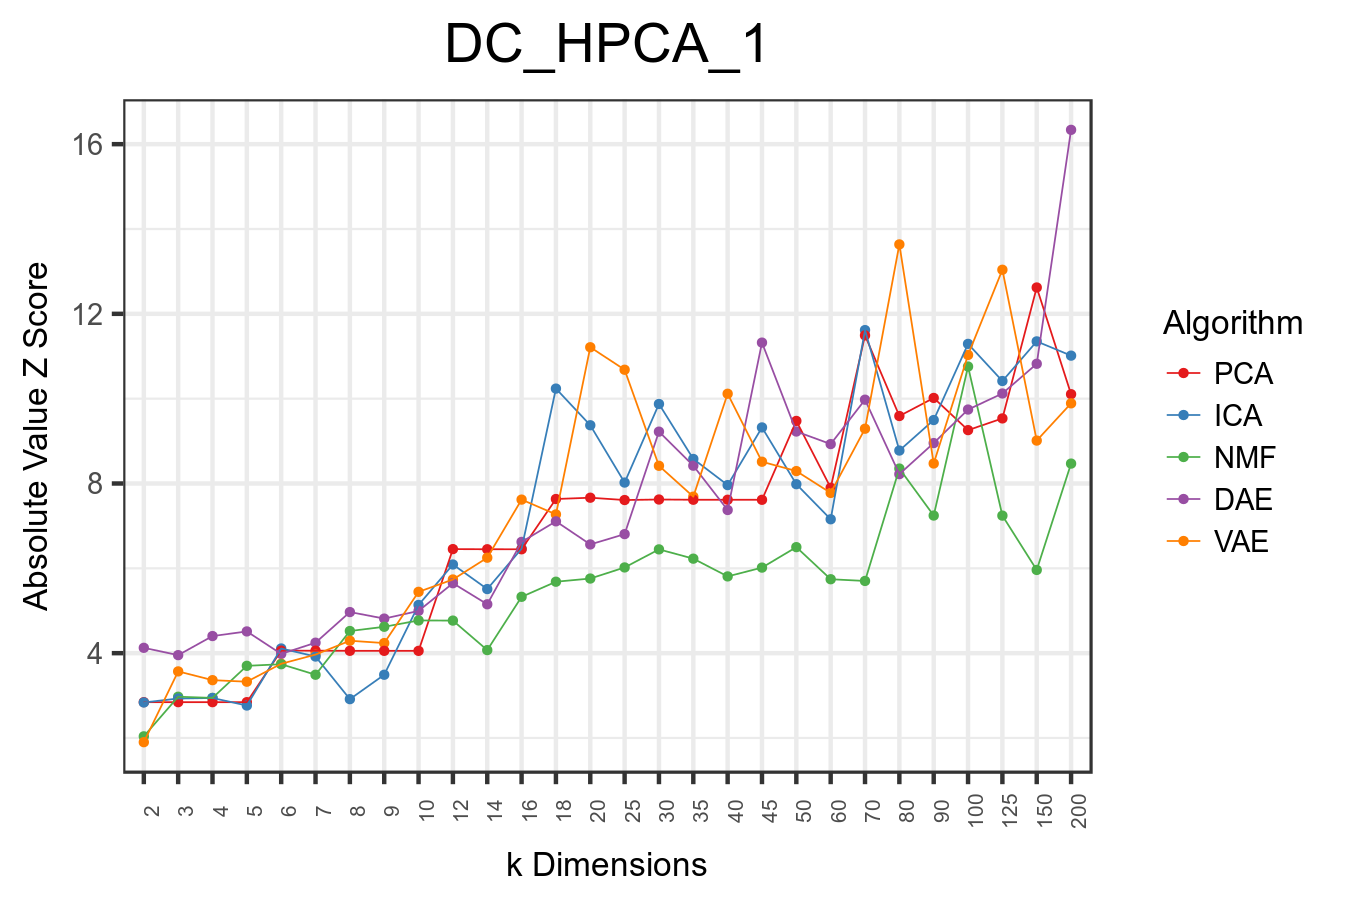 DC_HPCA_1
Absolute Value Z Score
16
12
8
4
2 3 4 5 6 7 8 9 10 12 14 16 18 20 25 30 35 40 45 50 60 70 80 90 100 125 150 200
k Dimensions
Algorithm
PCA
ICA
NMF
DAE
VAE